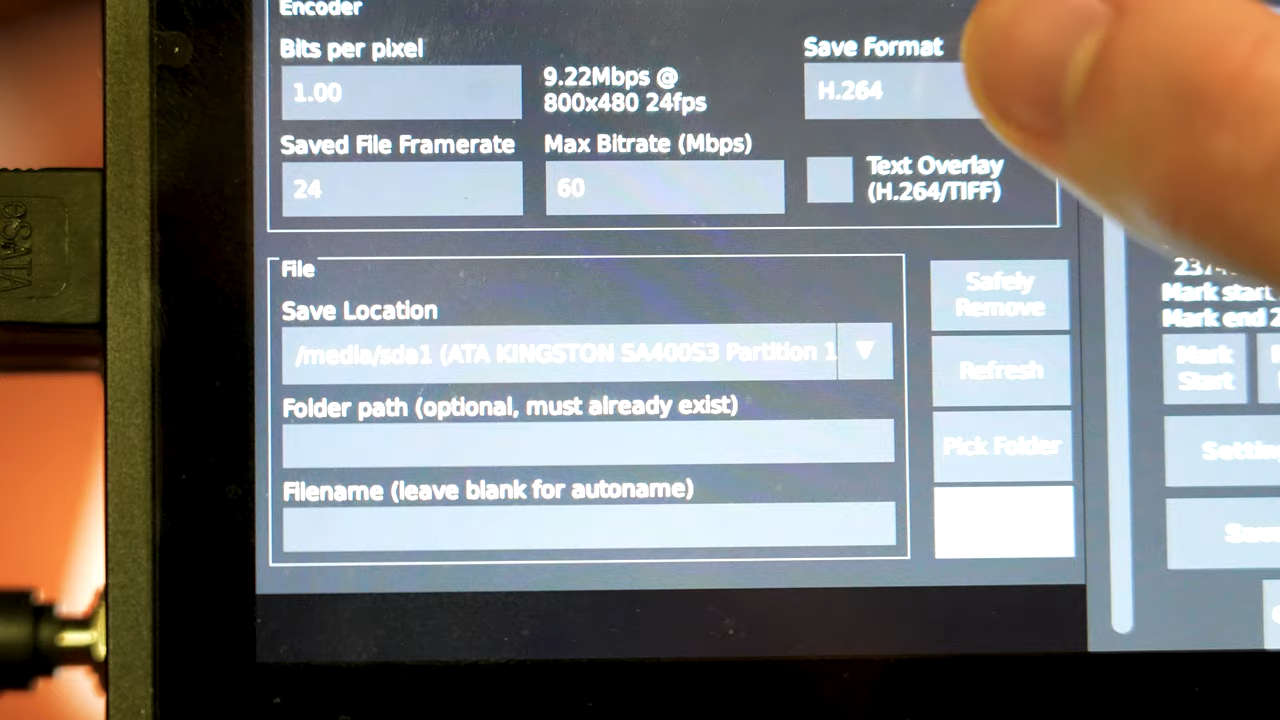 Encoder
Bits per pixel
1.00
9.22Mbps @
800x480 24fps
Save Format
H.264
Saved File Framerate
24
Max Bitrate (Mbps)
60
Text Overlay
(H.264/TIFF)
File
Save Location
/media/sda1 (ATA KINGSTON SA400S3 Partition 1
▼
Folder path (optional, must already exist)
Filename (leave blank for autoname)
Safely
Remove
Refresh
Pick Folder
Mark start
Mark end 2
Mark
Start
eSATA